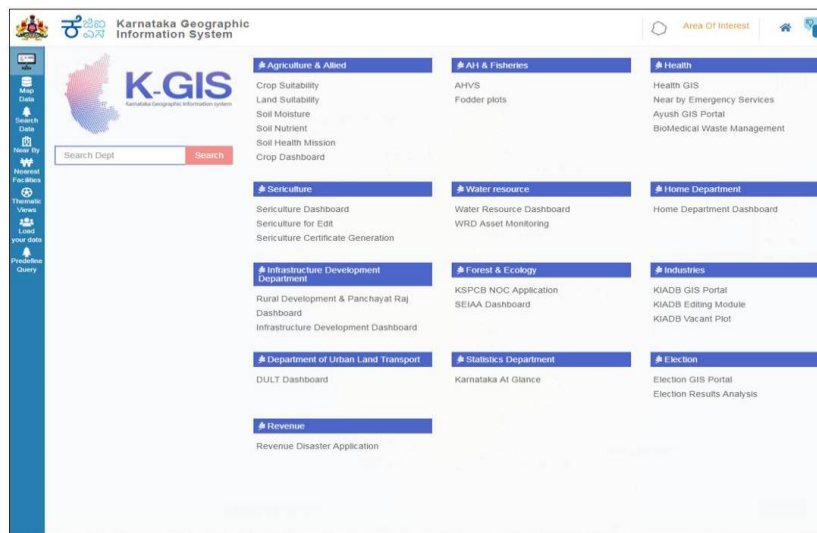 ಕ ಜಿಐಎಸ್
Karnataka Geographic
Information System
Area Of Interest
Map
Data
Search
Data
Near By
Nearest
Facilities
Thematic
Views
Load
your data
Predefine
Query
K-GIS
Karnataka Geographic Information system
Search Dept
Search
Agriculture & Allied
Crop Suitability
Land Suitability
Soil Moisture
Soil Nutrient
Soil Health Mission
Crop Dashboard
AH & Fisheries
AHVS
Fodder plots
Health
Health GIS
Near by Emergency Services
Ayush GIS Portal
BioMedical Waste Management
Sericulture
Sericulture Dashboard
Sericulture for Edit
Sericulture Certificate Generation
Water resource
Water Resource Dashboard
WRD Asset Monitoring
Home Department
Home Department Dashboard
Infrastructure Development
Department
Rural Development & Panchayat Raj
Dashboard
Infrastructure Development Dashboard
Forest & Ecology
KSPCB NOC Application
SEIAA Dashboard
Industries
KIADB GIS Portal
KIADB Editing Module
KIADB Vacant Plot
Department of Urban Land Transport
DULT Dashboard
Statistics Department
Karnataka At Glance
Election
Election GIS Portal
Election Results Analysis
Revenue
Revenue Disaster Application